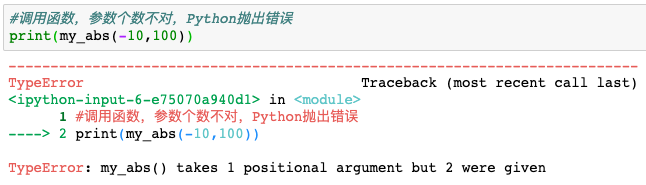 #调用函数，参数个数不对，Python抛出错误
print(my_abs(-10,100))
---------------------------------------------------------------------------
TypeError                                 Traceback (most recent call last)
<ipython-input-6-e75070a940d1> in <module>
      1 #调用函数，参数个数不对，Python抛出错误
----> 2 print(my_abs(-10,100))
TypeError: my_abs() takes 1 positional argument but 2 were given